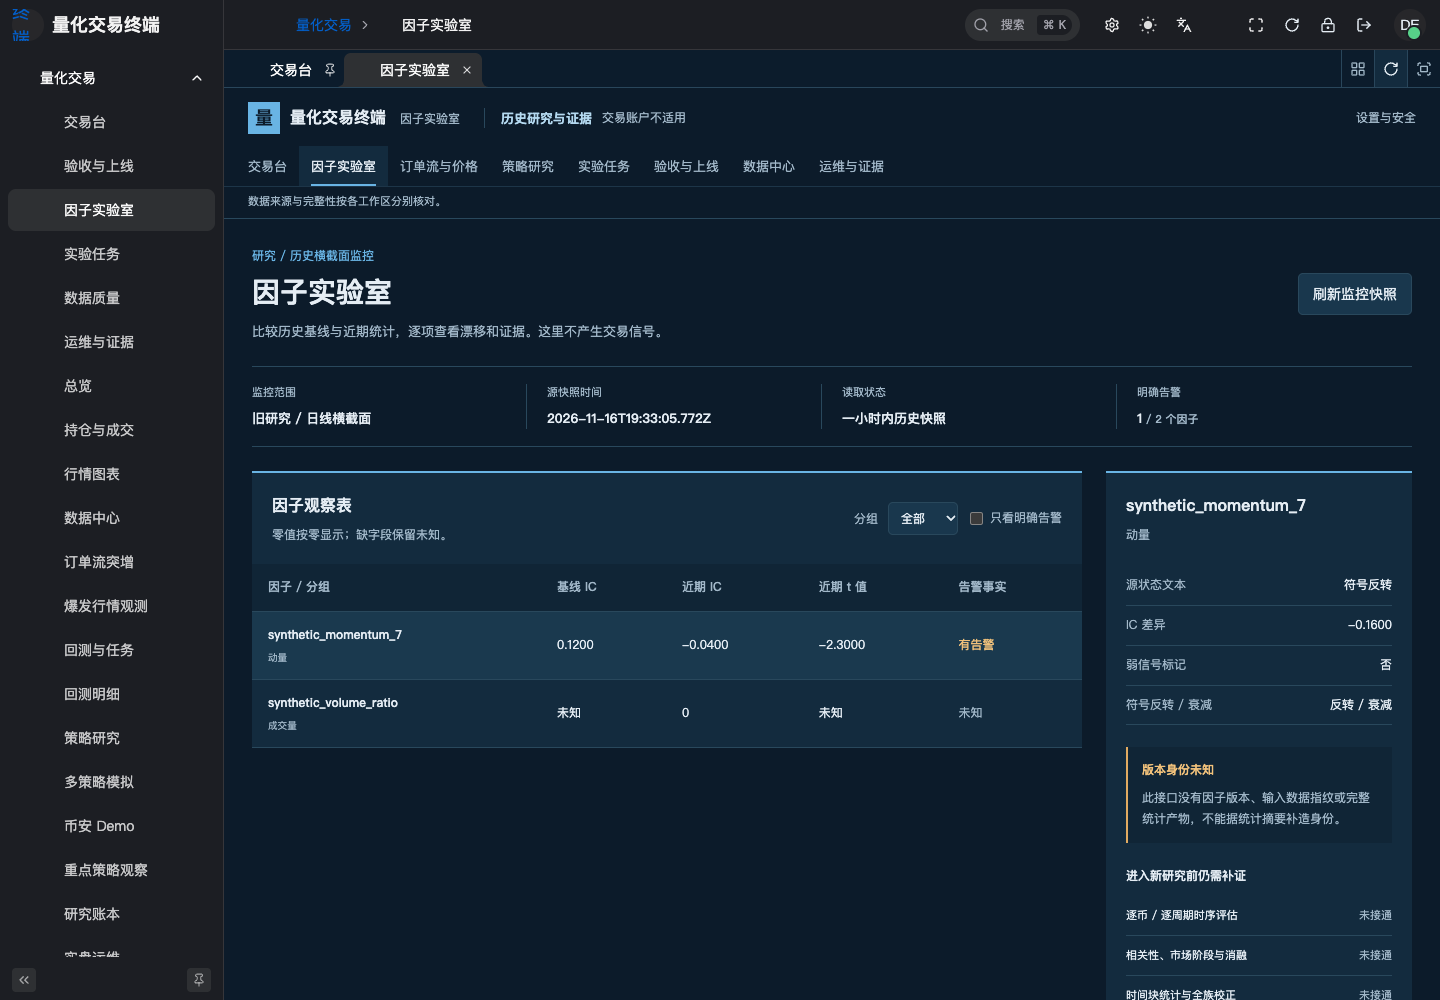 终端
量化交易终端
量化交易
交易台
验收与上线
因子实验室
实验任务
数据质量
运维与证据
总览
持仓与成交
行情图表
数据中心
订单流突增
爆发行情观测
回测与任务
回测明细
策略研究
多策略模拟
币安 Demo
重点策略观察
研究账本
实盘运维
量化交易
因子实验室
搜索 ⌘ K
DE
交易台
因子实验室
量 量化交易终端 因子实验室 历史研究与证据 交易账户不适用 设置与安全
交易台 因子实验室 订单流与价格 策略研究 实验任务 验收与上线 数据中心 运维与证据
数据来源与完整性按各工作区分别核对。
研究 / 历史横截面监控
因子实验室
比较历史基线与近期统计，逐项查看漂移和证据。这里不产生交易信号。
刷新监控快照
监控范围
旧研究 / 日线横截面
源快照时间
2026-11-16T19:33:05.772Z
读取状态
一小时内历史快照
明确告警
1 / 2 个因子
因子观察表
零值按零显示；缺字段保留未知。
分组 全部 只看明确告警
因子 / 分组 基线 IC 近期 IC 近期 t 值 告警事实
synthetic_momentum_7
动量
0.1200 −0.0400 −2.3000 有告警
synthetic_volume_ratio
成交量
未知 0 未知 未知
synthetic_momentum_7
动量
源状态文本 符号反转
IC 差异 −0.1600
弱信号标记 否
符号反转 / 衰减 反转 / 衰减
版本身份未知
此接口没有因子版本、输入数据指纹或完整
统计产物，不能据统计摘要补造身份。
进入新研究前仍需补证
逐币 / 逐周期时序评估 未接通
相关性、市场阶段与消融 未接通
时间块统计与全族校正 未接通